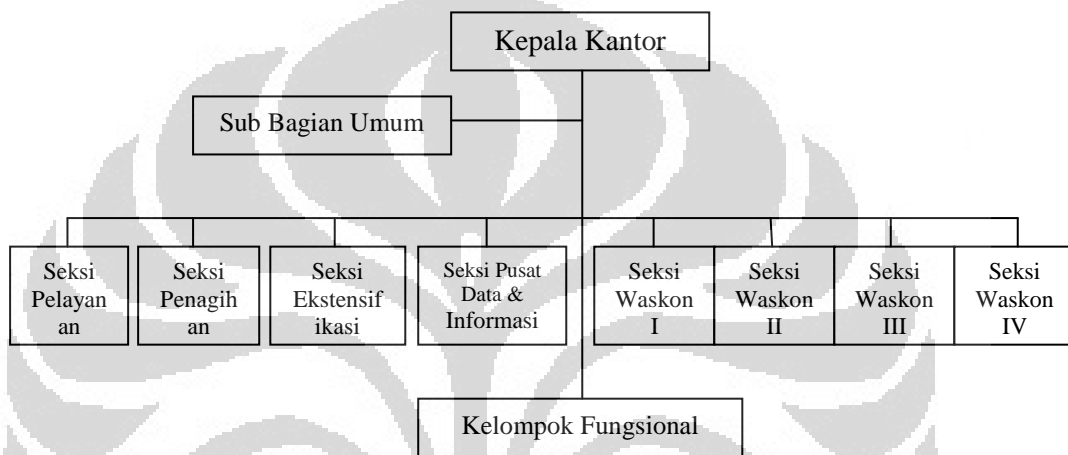 Kepala Kantor
Sub Bagian Umum
Seksi
Pelayan
an
Seksi
Penagih
an
Seksi
Ekstensif
ikasi
Seksi Pusat
Data &
Informasi
Seksi
Waskon
I
Seksi
Waskon
II
Seksi
Waskon
III
Seksi
Waskon
IV
Kelompok Fungsional